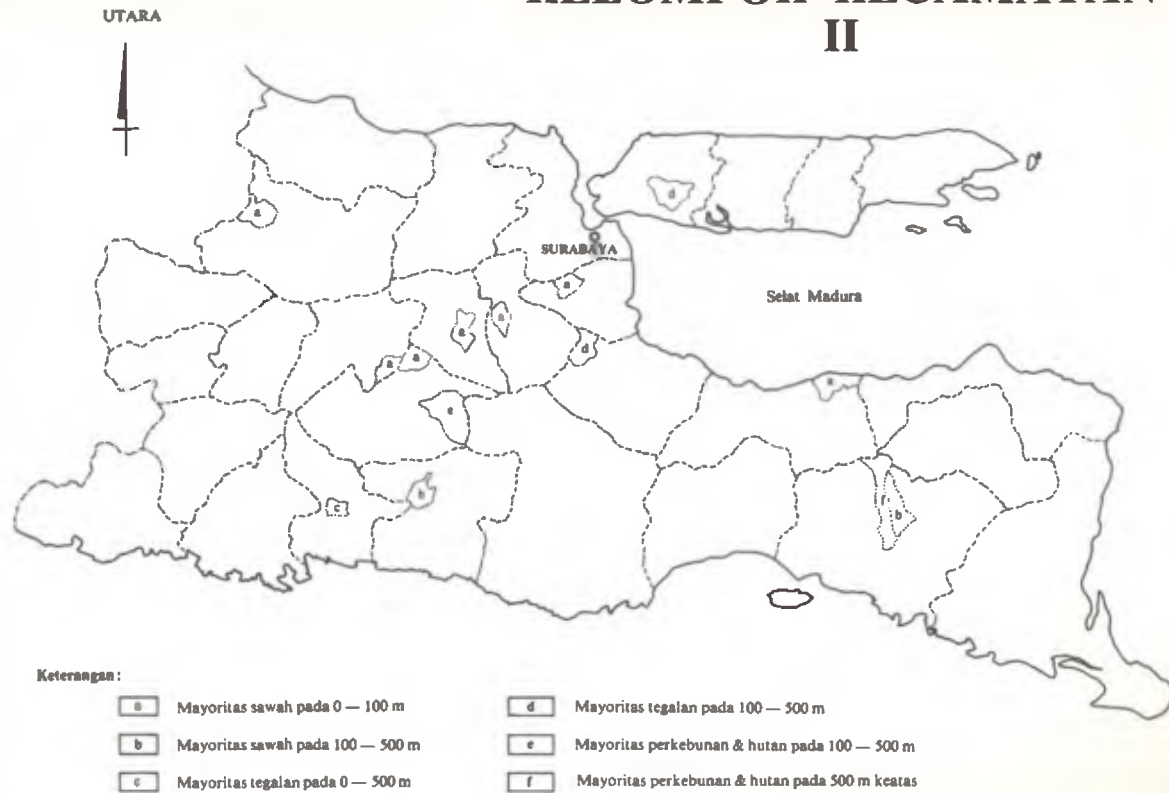 KELOMPOK KECAMATAN
II
UTARA
d
a
SURABAYA
a
Selat Madura
a
a
d
a
a
a
e
b
c
f
b
Keterangan :
a Mayoritas sawah pada 0 — 100 m
b Mayoritas sawah pada 100 — 500 m
c Mayoritas tegalan pada 0 — 500 m
d Mayoritas tegalan pada 100 — 500 m
e Mayoritas perkebunan & hutan pada 100 — 500 m
f Mayoritas perkebunan & hutan pada 500 m keatas